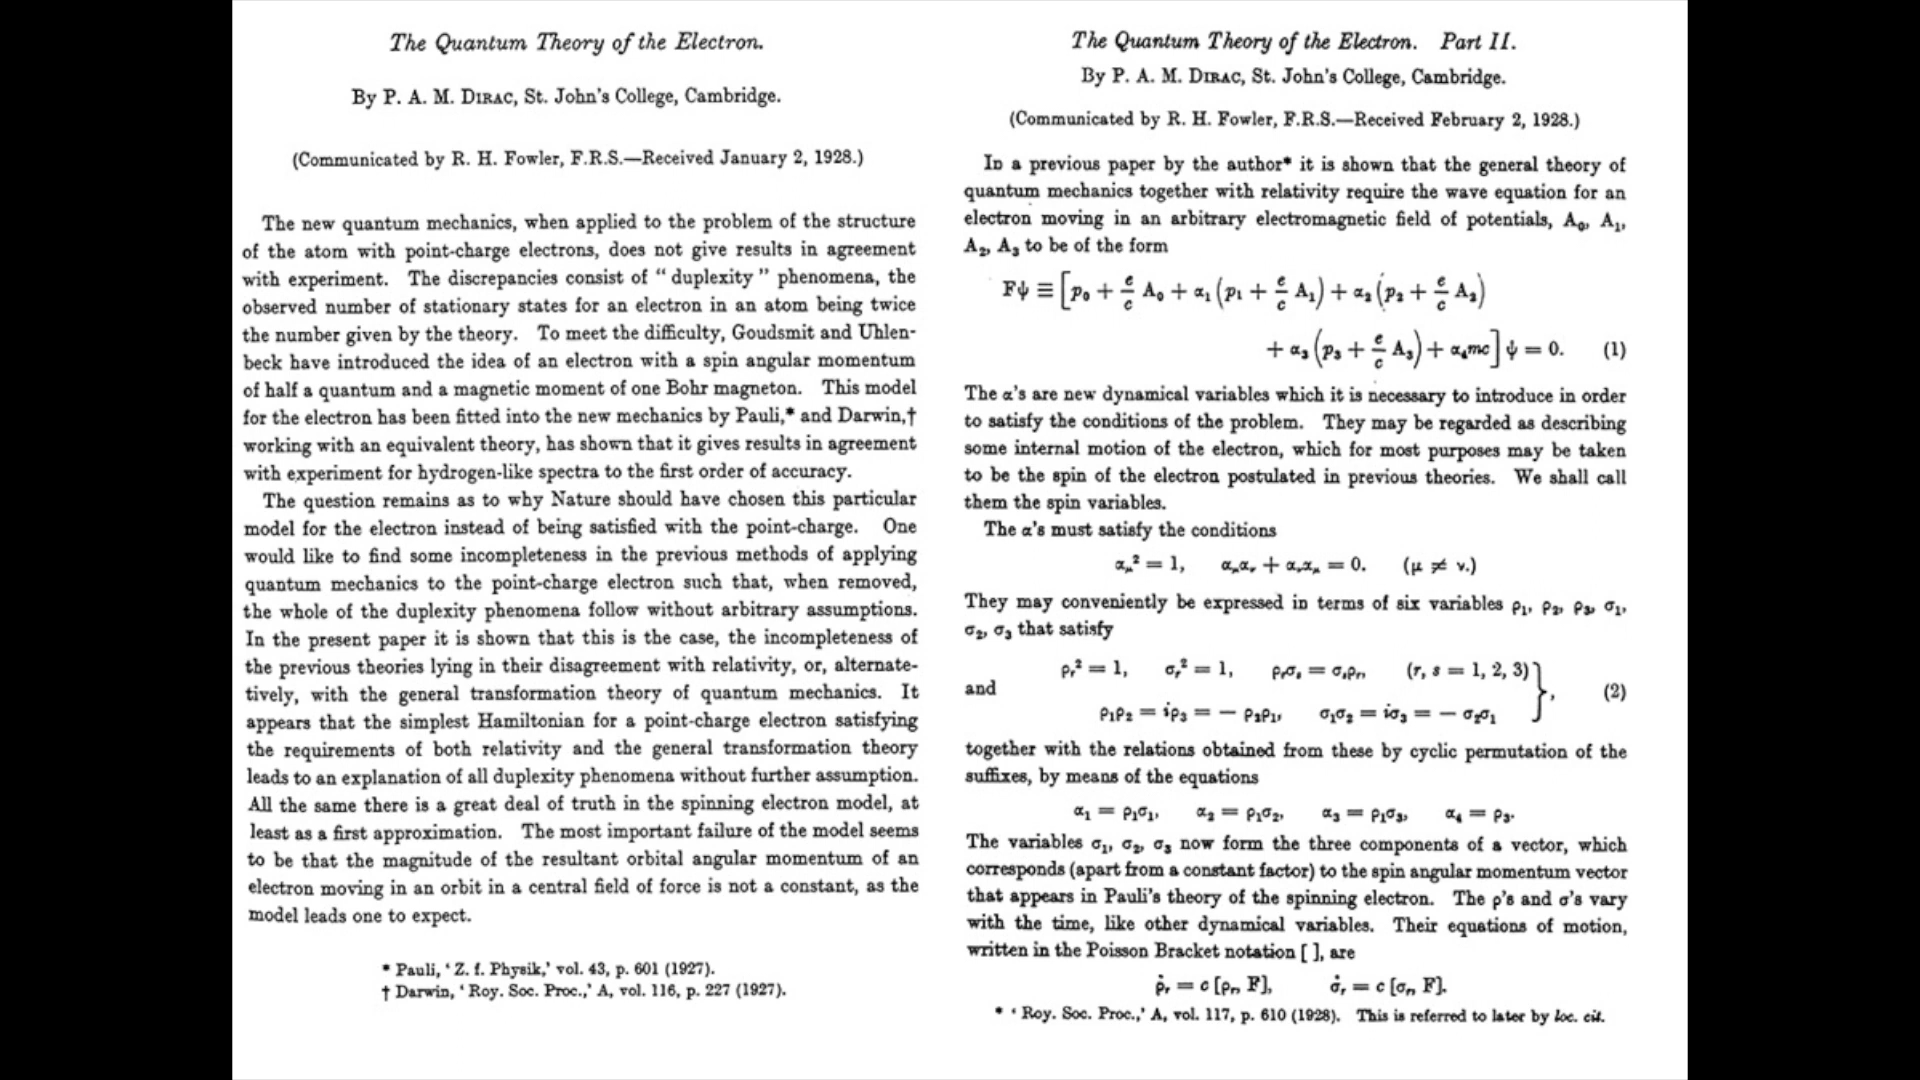 The Quantum Theory of the Electron.
By P. A. M. DIRAC, St. John's College, Cambridge.
(Communicated by R. H. Fowler, F.R.S.—Received January 2, 1928.)
The new quantum mechanics, when applied to the problem of the structure
of the atom with point-charge electrons, does not give results in agreement
with experiment. The discrepancies consist of “ duplexity ” phenomena, the
observed number of stationary states for an electron in an atom being twice
the number given by the theory. To meet the difficulty, Goudsmit and Uhlen-
beck have introduced the idea of an electron with a spin angular momentum
of half a quantum and a magnetic moment of one Bohr magneton. This model
for the electron has been fitted into the new mechanics by Pauli,* and Darwin,†
working with an equivalent theory, has shown that it gives results in agreement
with experiment for hydrogen-like spectra to the first order of accuracy.
The question remains as to why Nature should have chosen this particular
model for the electron instead of being satisfied with the point-charge. One
would like to find some incompleteness in the previous methods of applying
quantum mechanics to the point-charge electron such that, when removed,
the whole of the duplexity phenomena follow without arbitrary assumptions.
In the present paper it is shown that this is the case, the incompleteness of
the previous theories lying in their disagreement with relativity, or, alternate-
tively, with the general transformation theory of quantum mechanics. It
appears that the simplest Hamiltonian for a point-charge electron satisfying
the requirements of both relativity and the general transformation theory
leads to an explanation of all duplexity phenomena without further assumption.
All the same there is a great deal of truth in the spinning electron model, at
least as a first approximation. The most important failure of the model seems
to be that the magnitude of the resultant orbital angular momentum of an
electron moving in an orbit in a central field of force is not a constant, as the
model leads one to expect.
* Pauli, ‘ Z. f. Physik,’ vol. 43, p. 601 (1927).
† Darwin, ‘ Roy. Soc. Proc.,’ A, vol. 116, p. 227 (1927).
The Quantum Theory of the Electron. Part II.
By P. A. M. DIRAC, St. John's College, Cambridge.
(Communicated by R. H. Fowler, F.R.S.—Received February 2, 1928.)
In a previous paper by the author* it is shown that the general theory of
quantum mechanics together with relativity require the wave equation for an
electron moving in an arbitrary electromagnetic field of potentials, A₀, A₁,
A₂, A₃ to be of the form
Fψ ≡ [p₀ + e/c A₀ + α₁ (p₁ + e/c A₁) + α₂ (p₂ + e/c A₂)
+ α₃ (p₃ + e/c A₃) + α₄mc] ψ = 0. (1)
The α's are new dynamical variables which it is necessary to introduce in order
to satisfy the conditions of the problem. They may be regarded as describing
some internal motion of the electron, which for most purposes may be taken
to be the spin of the electron postulated in previous theories. We shall call
them the spin variables.
The α's must satisfy the conditions
α_μ² = 1, α_μα_ν + α_να_μ = 0. (μ ≠ ν.)
They may conveniently be expressed in terms of six variables ρ₁, ρ₂, ρ₃, σ₁,
σ₂, σ₃ that satisfy
ρᵣ² = 1, σᵣ² = 1, ρᵣσₛ = σₛρᵣ, (r, s = 1, 2, 3)
and
ρ₁ρ₂ = iρ₃ = — ρ₂ρ₁, σ₁σ₂ = iσ₃ = — σ₂σ₁ }, (2)
together with the relations obtained from these by cyclic permutation of the
suffixes, by means of the equations
α₁ = ρ₁σ₁, α₂ = ρ₁σ₂, α₃ = ρ₁σ₃, α₄ = ρ₃.
The variables σ₁, σ₂, σ₃ now form the three components of a vector, which
corresponds (apart from a constant factor) to the spin angular momentum vector
that appears in Pauli's theory of the spinning electron. The ρ's and σ's vary
with the time, like other dynamical variables. Their equations of motion,
written in the Poisson Bracket notation [ ], are
ρ̇ᵣ = c [ρᵣ, F], σ̇ᵣ = c [σᵣ, F].
* ‘ Roy. Soc. Proc.,’ A, vol. 117, p. 610 (1928). This is referred to later by loc. cit.